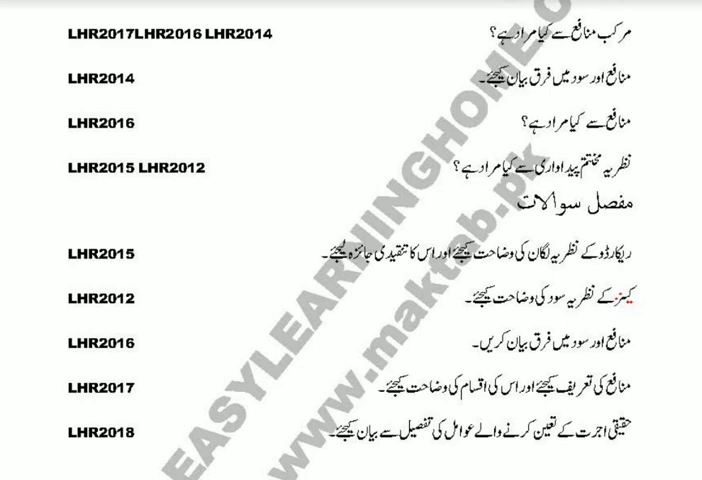 مرکب منافع سے کیا مراد ہے؟ LHR2017LHR2016 LHR2014
منافع اور سود میں فرق بیان کیجئے۔ LHR2014
منافع سے کیا مراد ہے؟ LHR2016
نظریہ مختتم پیداواری سے کیا مراد ہے؟ LHR2015 LHR2012
مفصل سوالات
ریکارڈو کے نظریہ لگان کی وضاحت کیجئے اور اس کا تنقیدی جائزہ لیجئے۔ LHR2015
کینز کے نظریہ سود کی وضاحت کیجئے۔ LHR2012
منافع اور سود میں فرق بیان کریں۔ LHR2016
منافع کی تعریف کیجئے اور اس کی اقسام کی وضاحت کیجئے۔ LHR2017
حقیقی اجرت کے تعین کرنے والے عوامل کی تفصیل سے بیان کیجئے۔ LHR2018
EASYLEARNINGHOME.C
www.maktab.pk